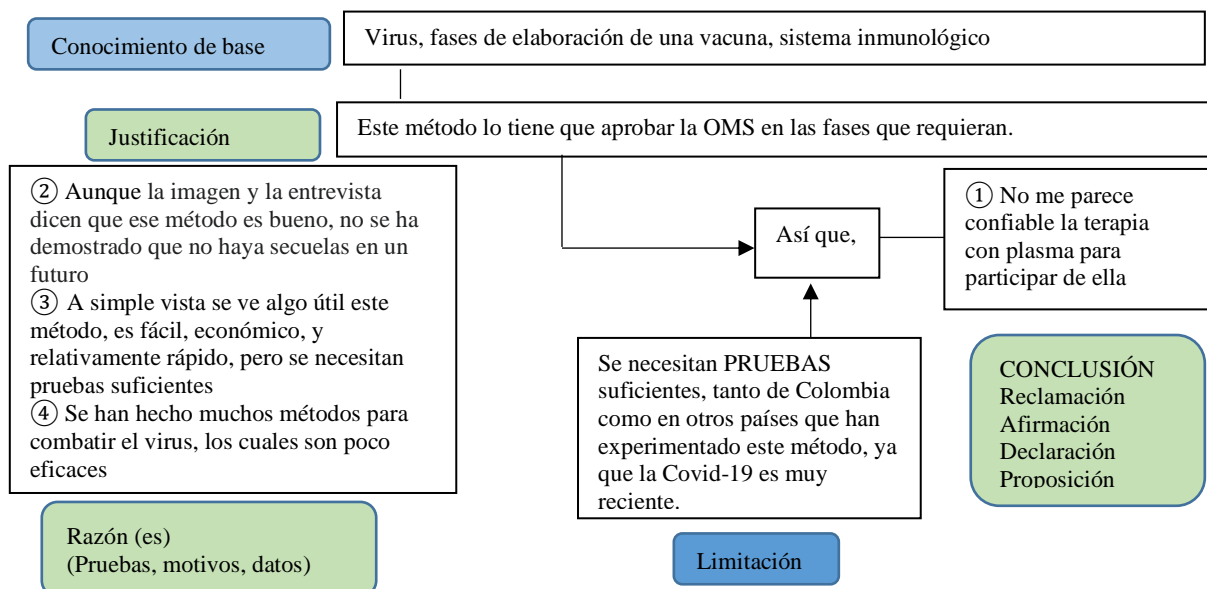 Conocimiento de base
Virus, fases de elaboración de una vacuna, sistema inmunológico
Justificación
Este método lo tiene que aprobar la OMS en las fases que requieran.
② Aunque la imagen y la entrevista
dicen que ese método es bueno, no se ha
demostrado que no haya secuelas en un
futuro
③ A simple vista se ve algo útil este
método, es fácil, económico, y
relativamente rápido, pero se necesitan
pruebas suficientes
④ Se han hecho muchos métodos para
combatir el virus, los cuales son poco
eficaces
Así que,
① No me parece
confiable la terapia
con plasma para
participar de ella
Se necesitan PRUEBAS
suficientes, tanto de Colombia
como en otros países que han
experimentado este método, ya
que la Covid-19 es muy
reciente.
CONCLUSIÓN
Reclamación
Afirmación
Declaración
Proposición
Razón (es)
(Pruebas, motivos, datos)
Limitación